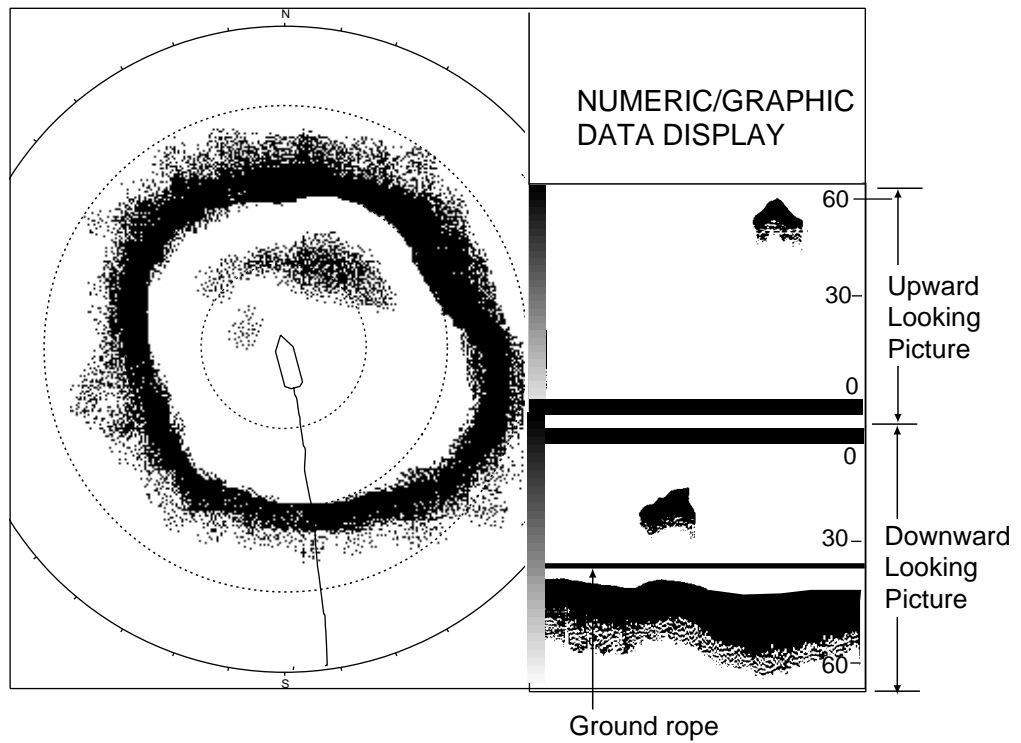 N
NUMERIC/GRAPHIC
DATA DISPLAY
60
30
0
Upward
Looking
Picture
0
30
60
Downward
Looking
Picture
S
Ground rope